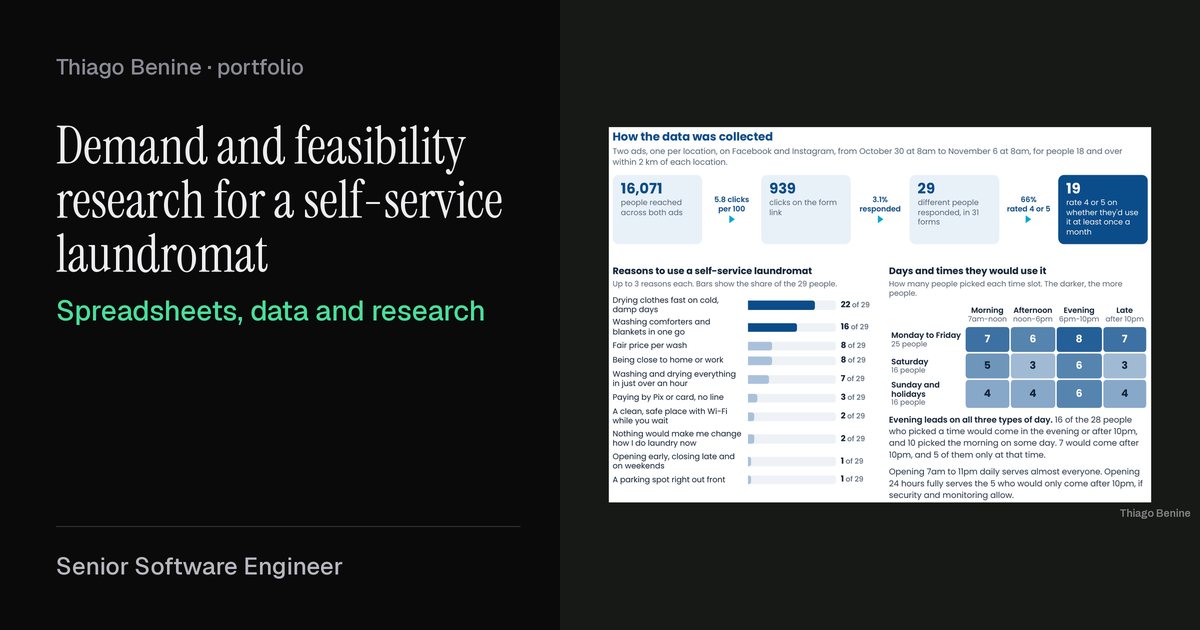 Thiago Benine · portfolio
Demand and feasibility
research for a self-service
laundromat
Spreadsheets, data and research
Senior Software Engineer
How the data was collected
Two ads, one per location, on Facebook and Instagram, from October 30 at 8am to November 6 at 8am, for people 18 and over
within 2 km of each location.
16,071
people reached
across both ads
5.8 clicks
per 100
939
clicks on the form
link
3.1%
responded
29
different people
responded, in 31
forms
66%
rated 4 or 5
19
rate 4 or 5 on
whether they'd use
it at least once a
month
Reasons to use a self-service laundromat
Up to 3 reasons each. Bars show the share of the 29 people.
Drying clothes fast on cold,
damp days
22 of 29
Washing comforters and
blankets in one go
16 of 29
Fair price per wash
8 of 29
Being close to home or work
8 of 29
Washing and drying everything
in just over an hour
7 of 29
Paying by Pix or card, no line
3 of 29
A clean, safe place with Wi-Fi
while you wait
2 of 29
Nothing would make me change
how I do laundry now
2 of 29
Opening early, closing late and
on weekends
1 of 29
A parking spot right out front
1 of 29
Days and times they would use it
How many people picked each time slot. The darker, the more
people.
Morning Afternoon Evening Late
7am-noon noon-6pm 6pm-10pm after 10pm
Monday to Friday
25 people
7 6 8 7
Saturday
16 people
5 3 6 3
Sunday and
holidays
16 people
4 4 6 4
Evening leads on all three types of day. 16 of the 28 people
who picked a time would come in the evening or after 10pm,
and 10 picked the morning on some day. 7 would come after
10pm, and 5 of them only at that time.
Opening 7am to 11pm daily serves almost everyone. Opening
24 hours fully serves the 5 who would only come after 10pm, if
security and monitoring allow.
Thiago Benine